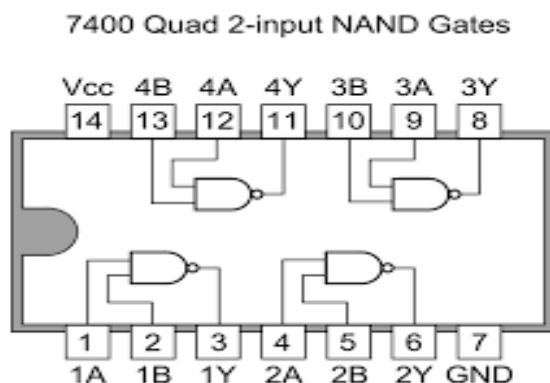 7400 Quad 2-input NAND Gates
Vcc 4B 4A 4Y 3B 3A 3Y
14 13 12 11 10 9 8
1 2 3 4 5 6 7
1A 1B 1Y 2A 2B 2Y GND